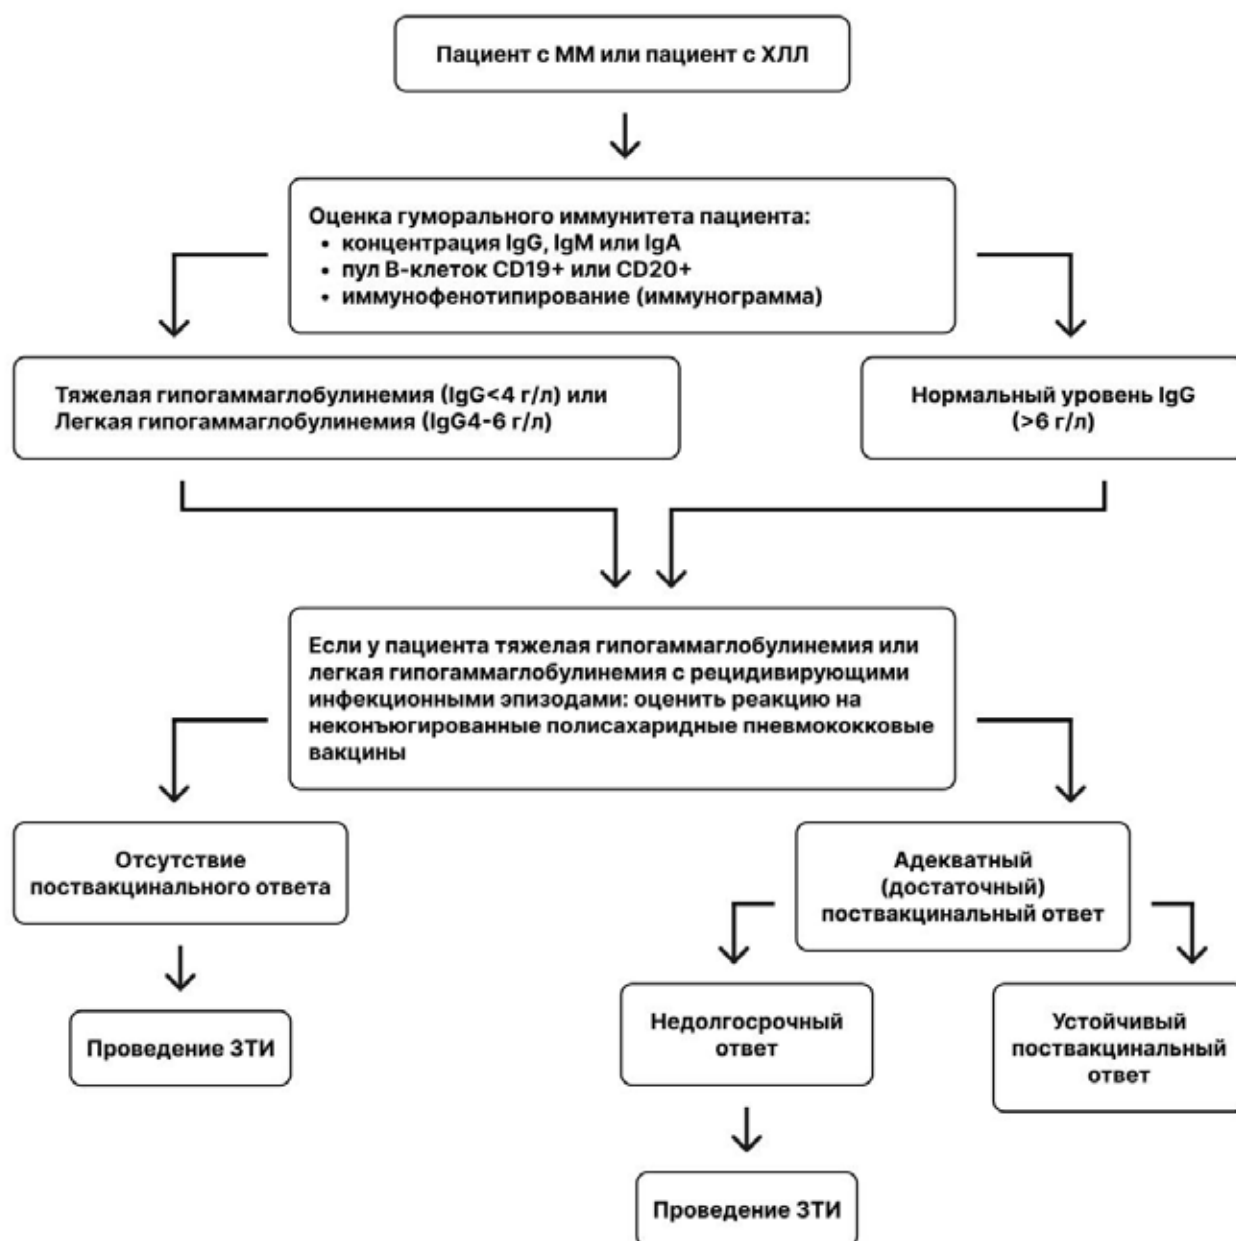 Пациент с ММ или пациент с ХЛЛ
Оценка гуморального иммунитета пациента:
• концентрация IgG, IgM или IgA
• пул В-клеток CD19+ или CD20+
• иммунофенотипирование (иммунограмма)
Тяжелая гипогаммаглобулинемия (IgG<4 г/л) или
Легкая гипогаммаглобулинемия (IgG4-6 г/л)
Нормальный уровень IgG
(>6 г/л)
Если у пациента тяжелая гипогаммаглобулинемия или
легкая гипогаммаглобулинемия с рецидивирующими
инфекционными эпизодами: оценить реакцию на
неконъюгированные полисахаридные пневмококковые
вакцины
Отсутствие
поствакцинального ответа
Адекватный
(достаточный)
поствакцинальный ответ
Проведение ЗТИ
Недолгосрочный
ответ
Устойчивый
поствакцинальный
ответ
Проведение ЗТИ